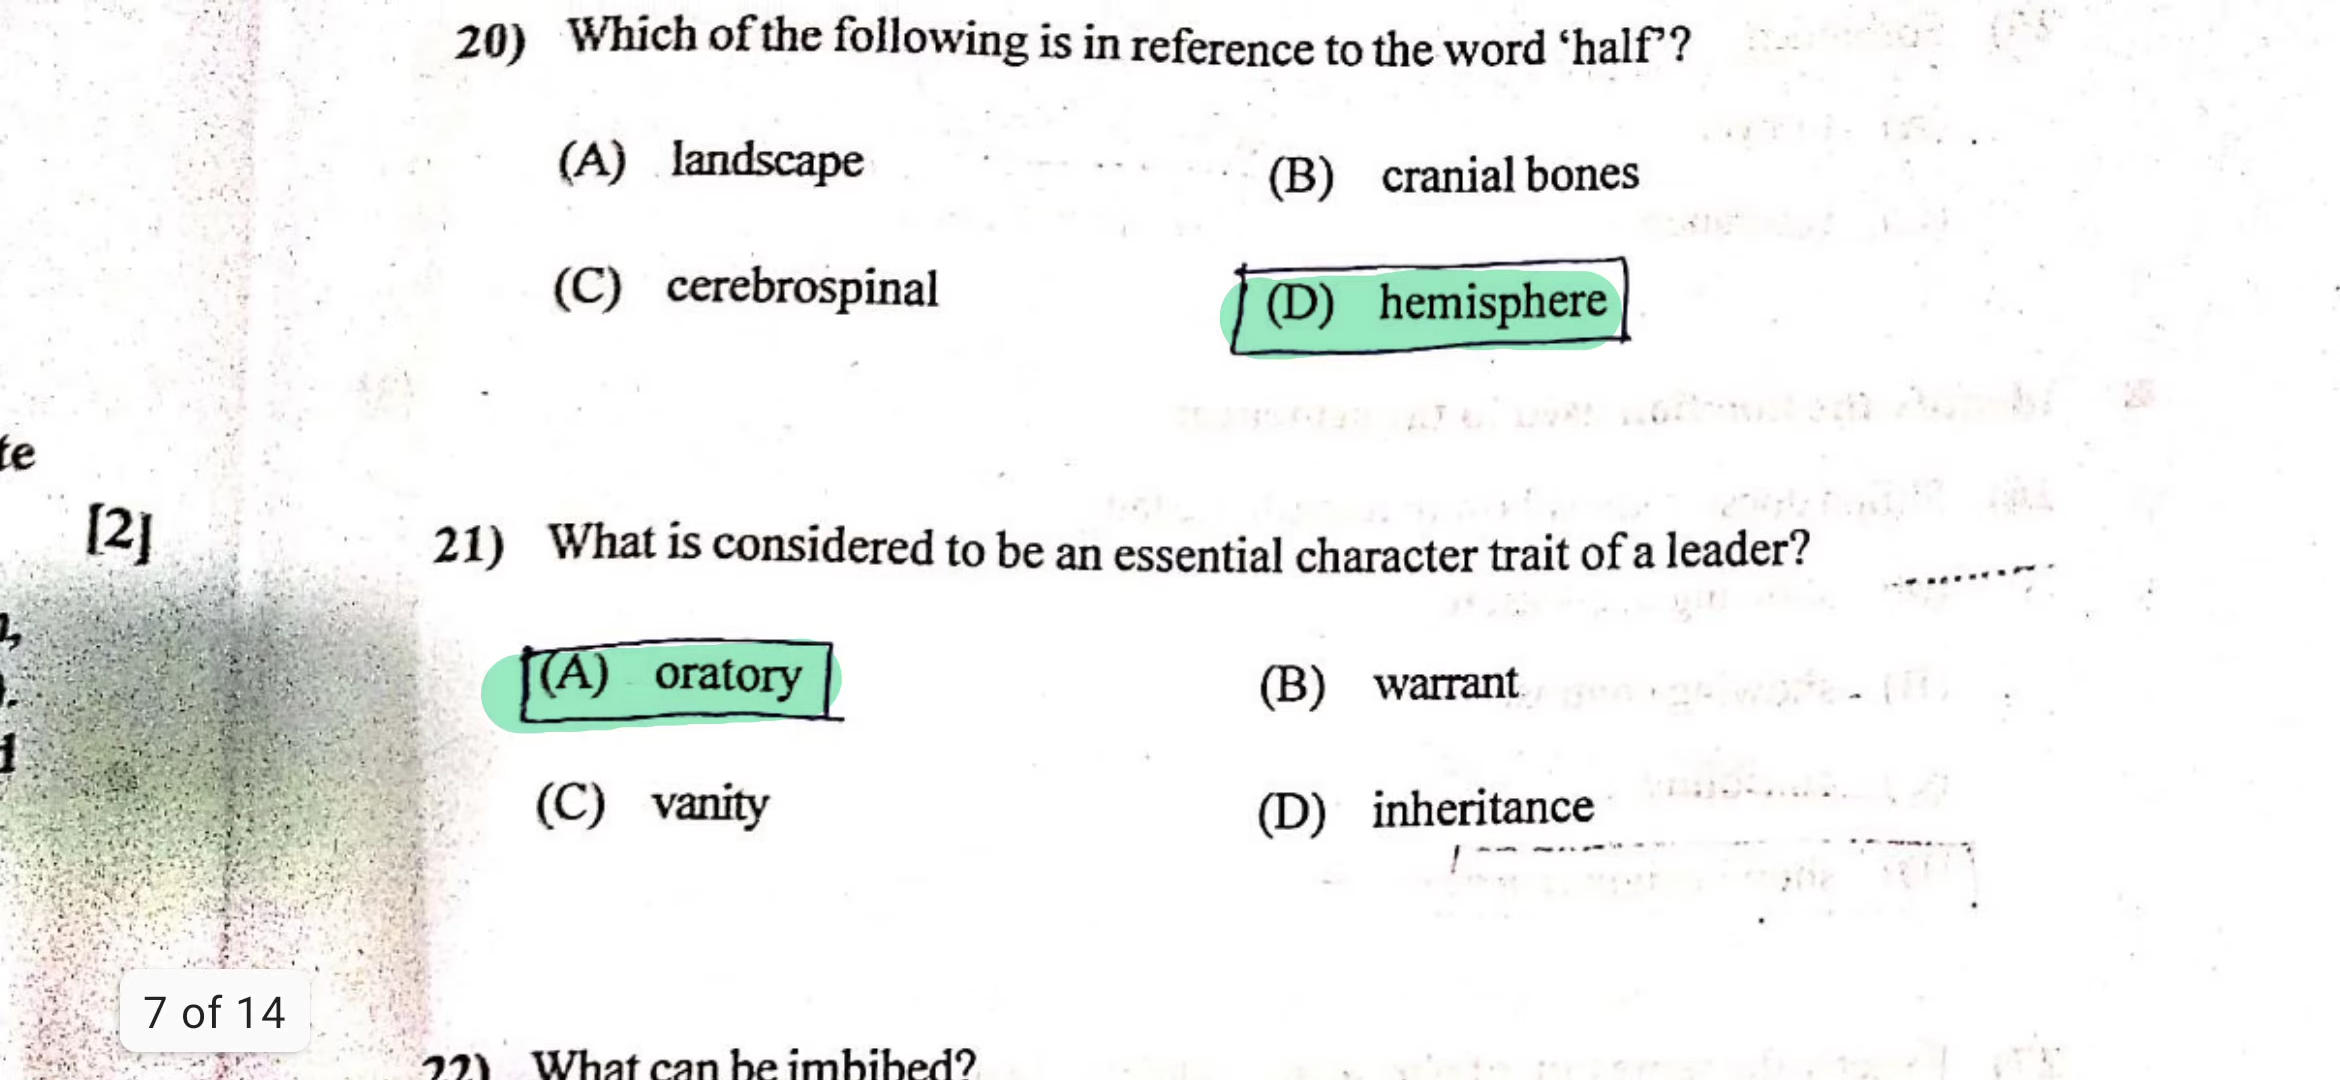 20) Which of the following is in reference to the word ‘half’?
(A) landscape (B) cranial bones
(C) cerebrospinal (D) hemisphere
te
[2]
21) What is considered to be an essential character trait of a leader?
(A) oratory (B) warrant
(C) vanity (D) inheritance
7 of 14
22) What can be imbibed?